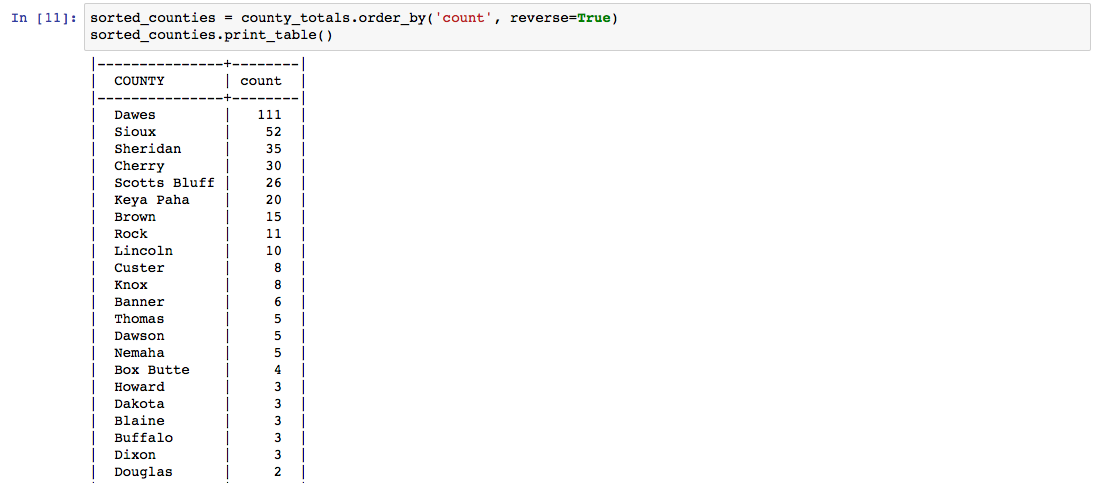 In [11]: sorted_counties = county_totals.order_by('count', reverse=True)
sorted_counties.print_table()
|---------------+--------|
|  COUNTY       | count  |
|---------------+--------|
|  Dawes        |   111  |
|  Sioux        |    52  |
|  Sheridan     |    35  |
|  Cherry       |    30  |
|  Scotts Bluff |    26  |
|  Keya Paha    |    20  |
|  Brown        |    15  |
|  Rock         |    11  |
|  Lincoln      |    10  |
|  Custer       |     8  |
|  Knox         |     8  |
|  Banner       |     6  |
|  Thomas       |     5  |
|  Dawson       |     5  |
|  Nemaha       |     5  |
|  Box Butte    |     4  |
|  Howard       |     3  |
|  Dakota       |     3  |
|  Blaine       |     3  |
|  Buffalo      |     3  |
|  Dixon        |     3  |
|  Douglas      |     2  |